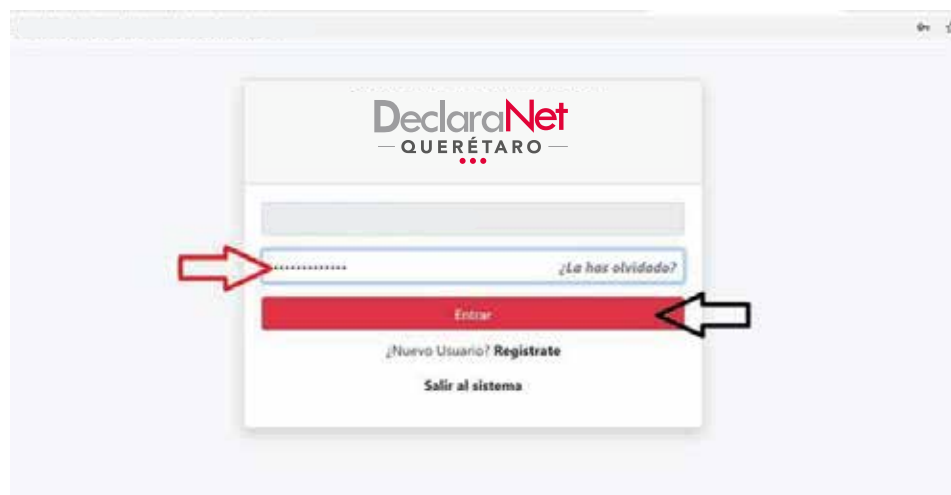 DeclaraNet
QUERÉTARO
¿La has olvidado?
Entrar
¿Nuevo Usuario? Registrate
Salir al sistema